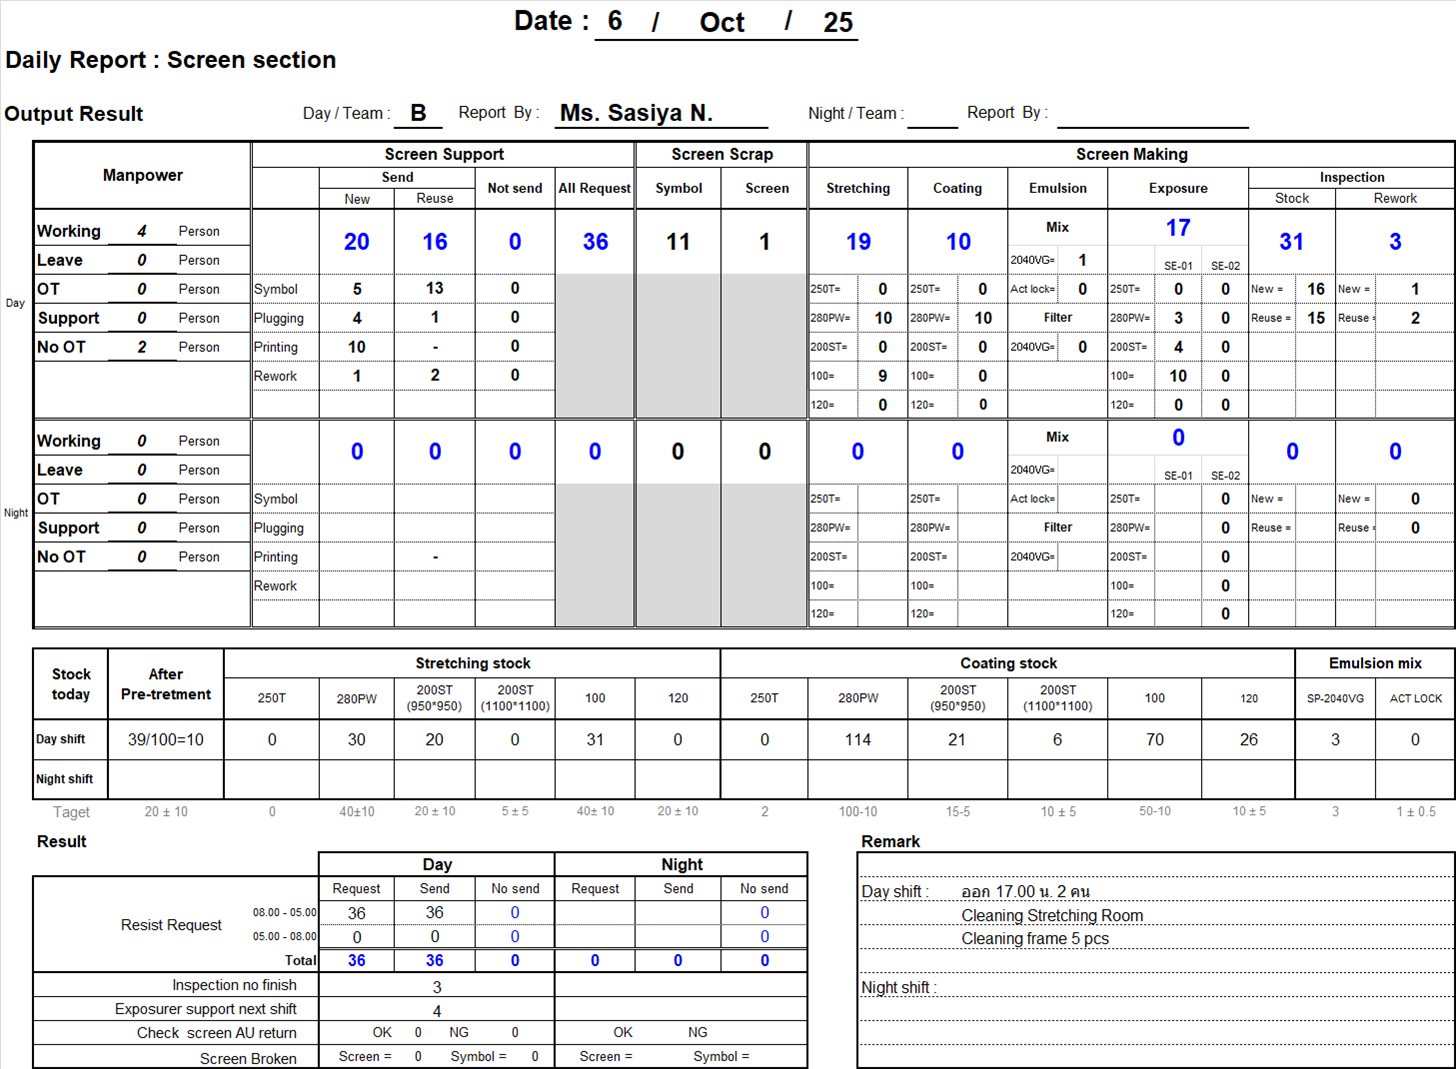 Date : 6 / Oct / 25
Daily Report : Screen section
Output Result Day / Team : B Report By : Ms. Sasiya N. Night / Team : Report By :
Manpower Screen Support Screen Scrap Screen Making
Send Not send All Request Symbol Screen Stretching Coating Emulsion Exposure Inspection
New Reuse Stock Rework
Day
Working 4 Person 20 16 0 36 11 1 19 10 Mix 17 31 3
Leave 0 Person 2040VG= 1 SE-01 SE-02
OT 0 Person Symbol 5 13 0 250T= 0 250T= 0 Act lock= 0 250T= 0 0 New = 16 New = 1
Support 0 Person Plugging 4 1 0 280PW= 10 280PW= 10 Filter 280PW= 3 0 Reuse = 15 Reuse = 2
No OT 2 Person Printing 10 - 0 200ST= 0 200ST= 0 2040VG= 0 200ST= 4 0
Rework 1 2 0 100= 9 100= 0 100= 10 0
120= 0 120= 0 120= 0 0
Night
Working 0 Person 0 0 0 0 0 0 0 0 Mix 0 0 0
Leave 0 Person 2040VG= SE-01 SE-02
OT 0 Person Symbol 250T= 250T= Act lock= 250T= 0 New = New = 0
Support 0 Person Plugging 280PW= 280PW= Filter 280PW= 0 Reuse = Reuse = 0
No OT 0 Person Printing - 200ST= 200ST= 2040VG= 200ST= 0
Rework 100= 100= 100= 0
120= 120= 120= 0
Stock today After Pre-tretment Stretching stock Coating stock Emulsion mix
250T 280PW 200ST (950*950) 200ST (1100*1100) 100 120 250T 280PW 200ST (950*950) 200ST (1100*1100) 100 120 SP-2040VG ACT LOCK
Day shift 39/100=10 0 30 20 0 31 0 0 114 21 6 70 26 3 0
Night shift
Taget 20 ± 10 0 40±10 20 ± 10 5 ± 5 40± 10 20 ± 10 2 100-10 15-5 10 ± 5 50-10 10 ± 5 3 1 ± 0.5
Result Remark
Day Night
Request Send No send Request Send No send
Resist Request 08.00 - 05.00 36 36 0 0
05.00 - 08.00 0 0 0 0
Total 36 36 0 0 0 0
Inspection no finish 3
Exposurer support next shift 4
Check screen AU return OK 0 NG 0 OK NG
Screen Broken Screen = 0 Symbol = 0 Screen = Symbol =
Day shift : ออก 17.00 น. 2 คน
Cleaning Stretching Room
Cleaning frame 5 pcs
Night shift :